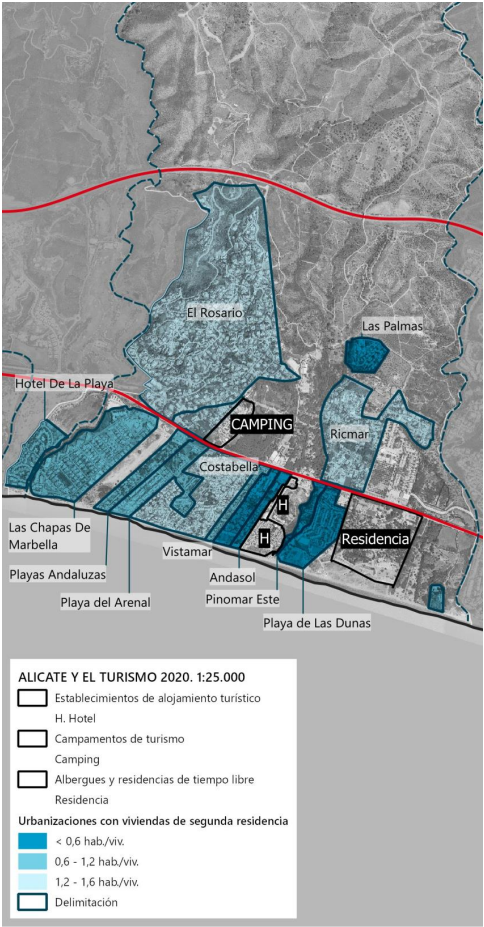 El Rosario
Las Palmas
Hotel De La Playa
CAMPING
Ricmar
Costabella
H
H
Residencia
Las Chapas De
Marbella
Vistamar
Playas Andaluzas
Andasol
Pinomar Este
Playa del Arenal
Playa de Las Dunas
ALICATE Y EL TURISMO 2020. 1:25.000
Establecimientos de alojamiento turístico
H. Hotel
Campamentos de turismo
Camping
Albergues y residencias de tiempo libre
Residencia
Urbanizaciones con viviendas de segunda residencia
< 0,6 hab./viv.
0,6 - 1,2 hab./viv.
1,2 - 1,6 hab./viv.
Delimitación